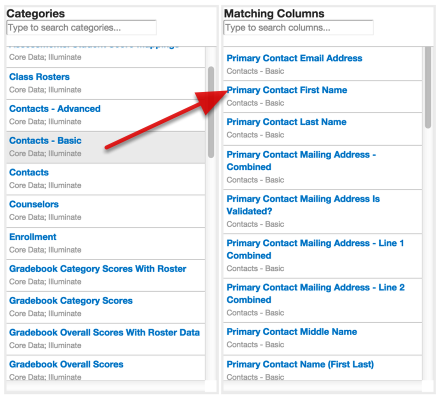 Categories
Type to search categories...
Core Data; Illuminate
Class Rosters
Core Data; Illuminate
Contacts - Advanced
Core Data; Illuminate
Contacts - Basic
Core Data; Illuminate
Contacts
Core Data; Illuminate
Counselors
Core Data; Illuminate
Enrollment
Core Data; Illuminate
Gradebook Category Scores With Roster
Core Data; Illuminate
Gradebook Category Scores
Core Data; Illuminate
Gradebook Overall Scores With Roster Data
Core Data; Illuminate
Gradebook Overall Scores
Core Data; Illuminate
Matching Columns
Type to search columns...
Primary Contact Email Address
Contacts - Basic
Primary Contact First Name
Contacts - Basic
Primary Contact Last Name
Contacts - Basic
Primary Contact Mailing Address -
Combined
Contacts - Basic
Primary Contact Mailing Address Is
Validated?
Contacts - Basic
Primary Contact Mailing Address - Line 1
Combined
Contacts - Basic
Primary Contact Mailing Address - Line 2
Combined
Contacts - Basic
Primary Contact Middle Name
Contacts - Basic
Primary Contact Name (First Last)
Contacts - Basic